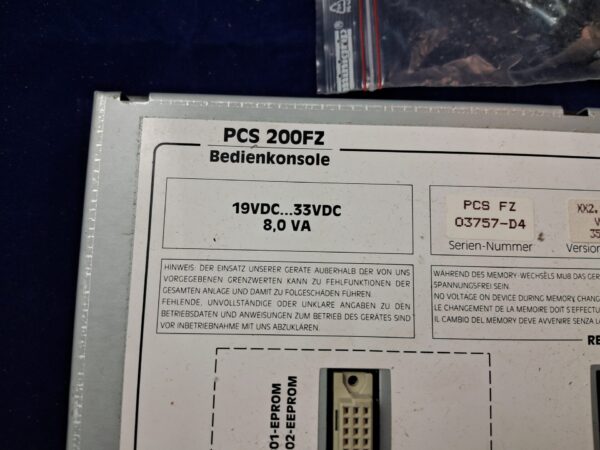 PCS 200FZ
Bedienkonsole
19VDC...33VDC
8,0 VA
PCS FZ
03757-D4
Serien-Nummer
XX2.
V
35
Version
HINWEIS: DER EINSATZ UNSERER GERÄTE AUßERHALB DER VON UNS
VORGEGEBENEN GRENZWERTEN KANN ZU FEHLFUNKTIONEN DER
GESAMTEN ANLAGE UND DAMIT ZU FOLGESCHÄDEN FÜHREN.
FEHLENDE, UNVOLLSTÄNDIGE ODER UNKLARE ANGABEN ZU DEN
BETRIEBSDATEN UND ANWEISUNGEN ZUM BETRIEB DES GERÄTES SIND
VOR INBETRIEBNAHME MIT UNS ABZUKLÄREN.
WÄHREND DES MEMORY-WECHSELS MUß DAS GER
SPANNUNGSFREI SEIN.
NO VOLTAGE ON DEVICE DURING MEMORY CHANG
LE CHANGEMENT DE LA MEMOIRE DOIT S'EFFECTU
IL CAMBIO DEL MEMORY DEVE AVVENIRE SENZA L
RE
01-EPROM
02-EEPROM